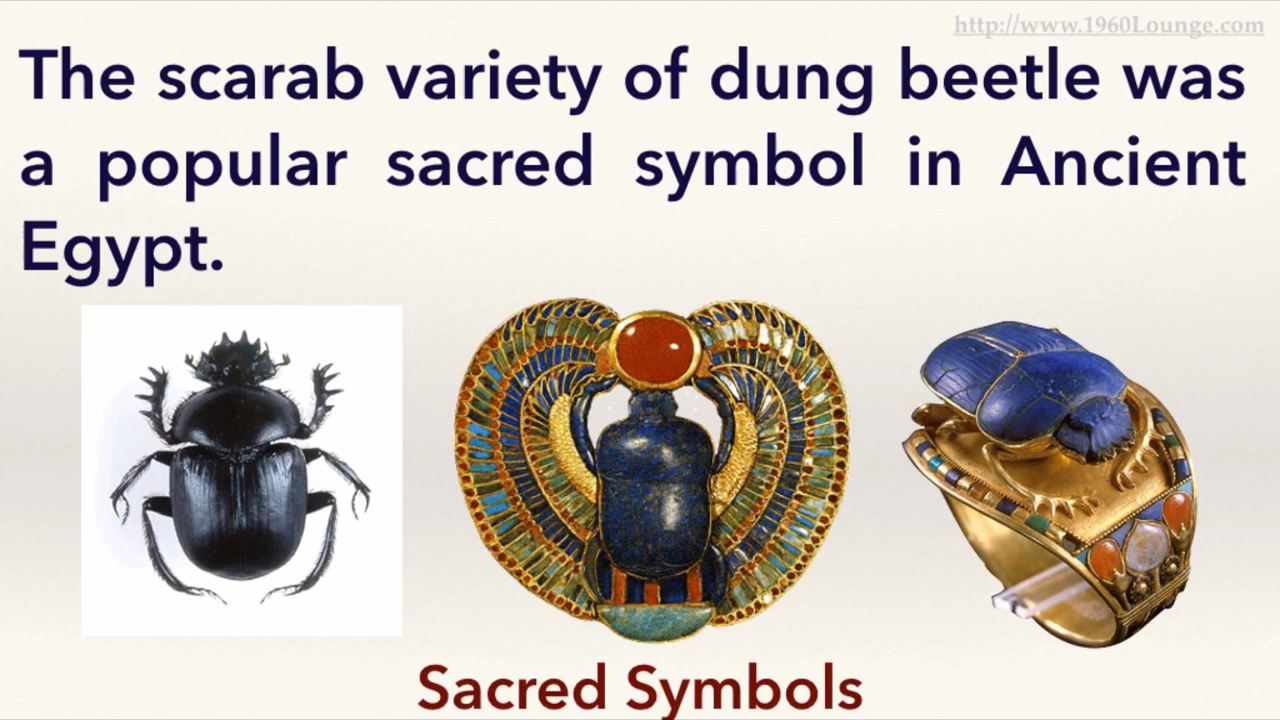 http://www.1960Lounge.com
The scarab variety of dung beetle was
a popular sacred symbol in Ancient
Egypt.
Sacred Symbols